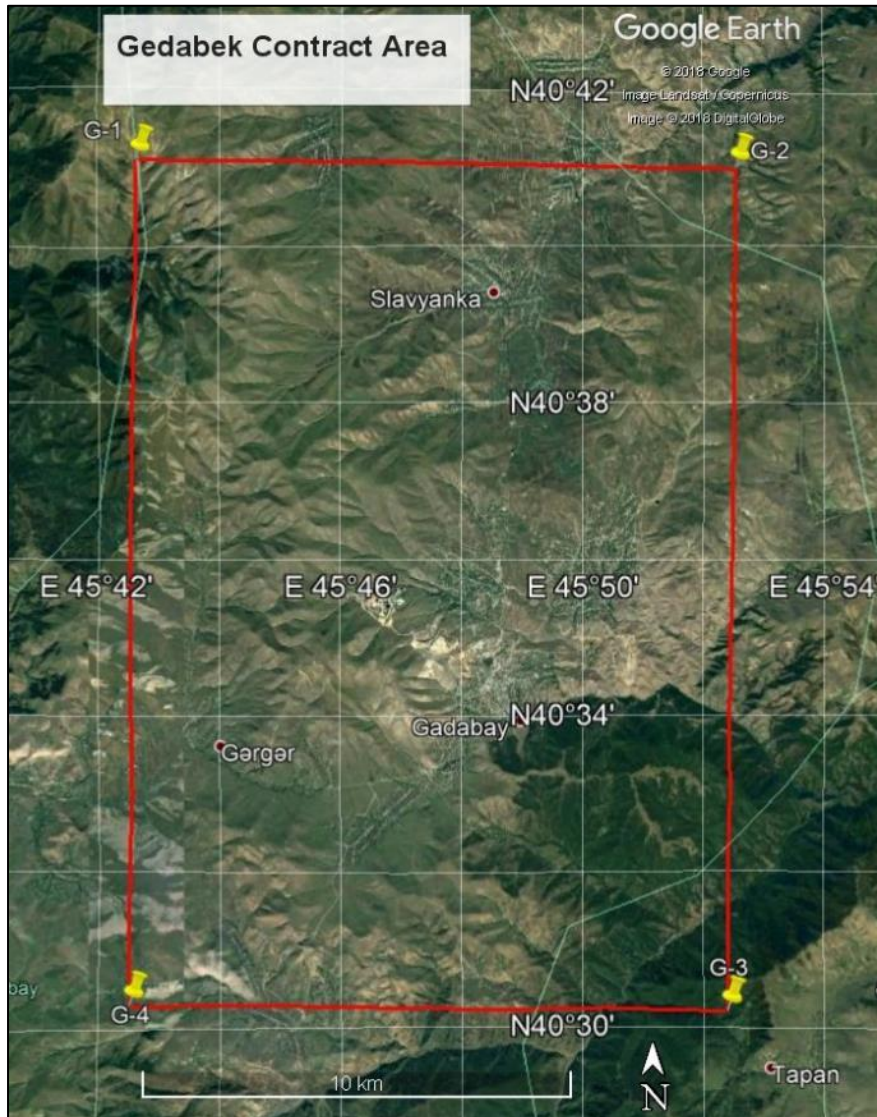 Gedabek Contract Area
Google Earth
© 2018 Google
Image Landsat / Copernicus
Image © 2018 DigitalGlobe
N40°42'
G-1
G-2
Slavyanka
N40°38'
E 45°42'
E 45°46'
E 45°50'
E 45°54'
N40°34'
Gadabay
Gərgər
G-3
bay
G-4
N40°30'
10 km
N
Tapan